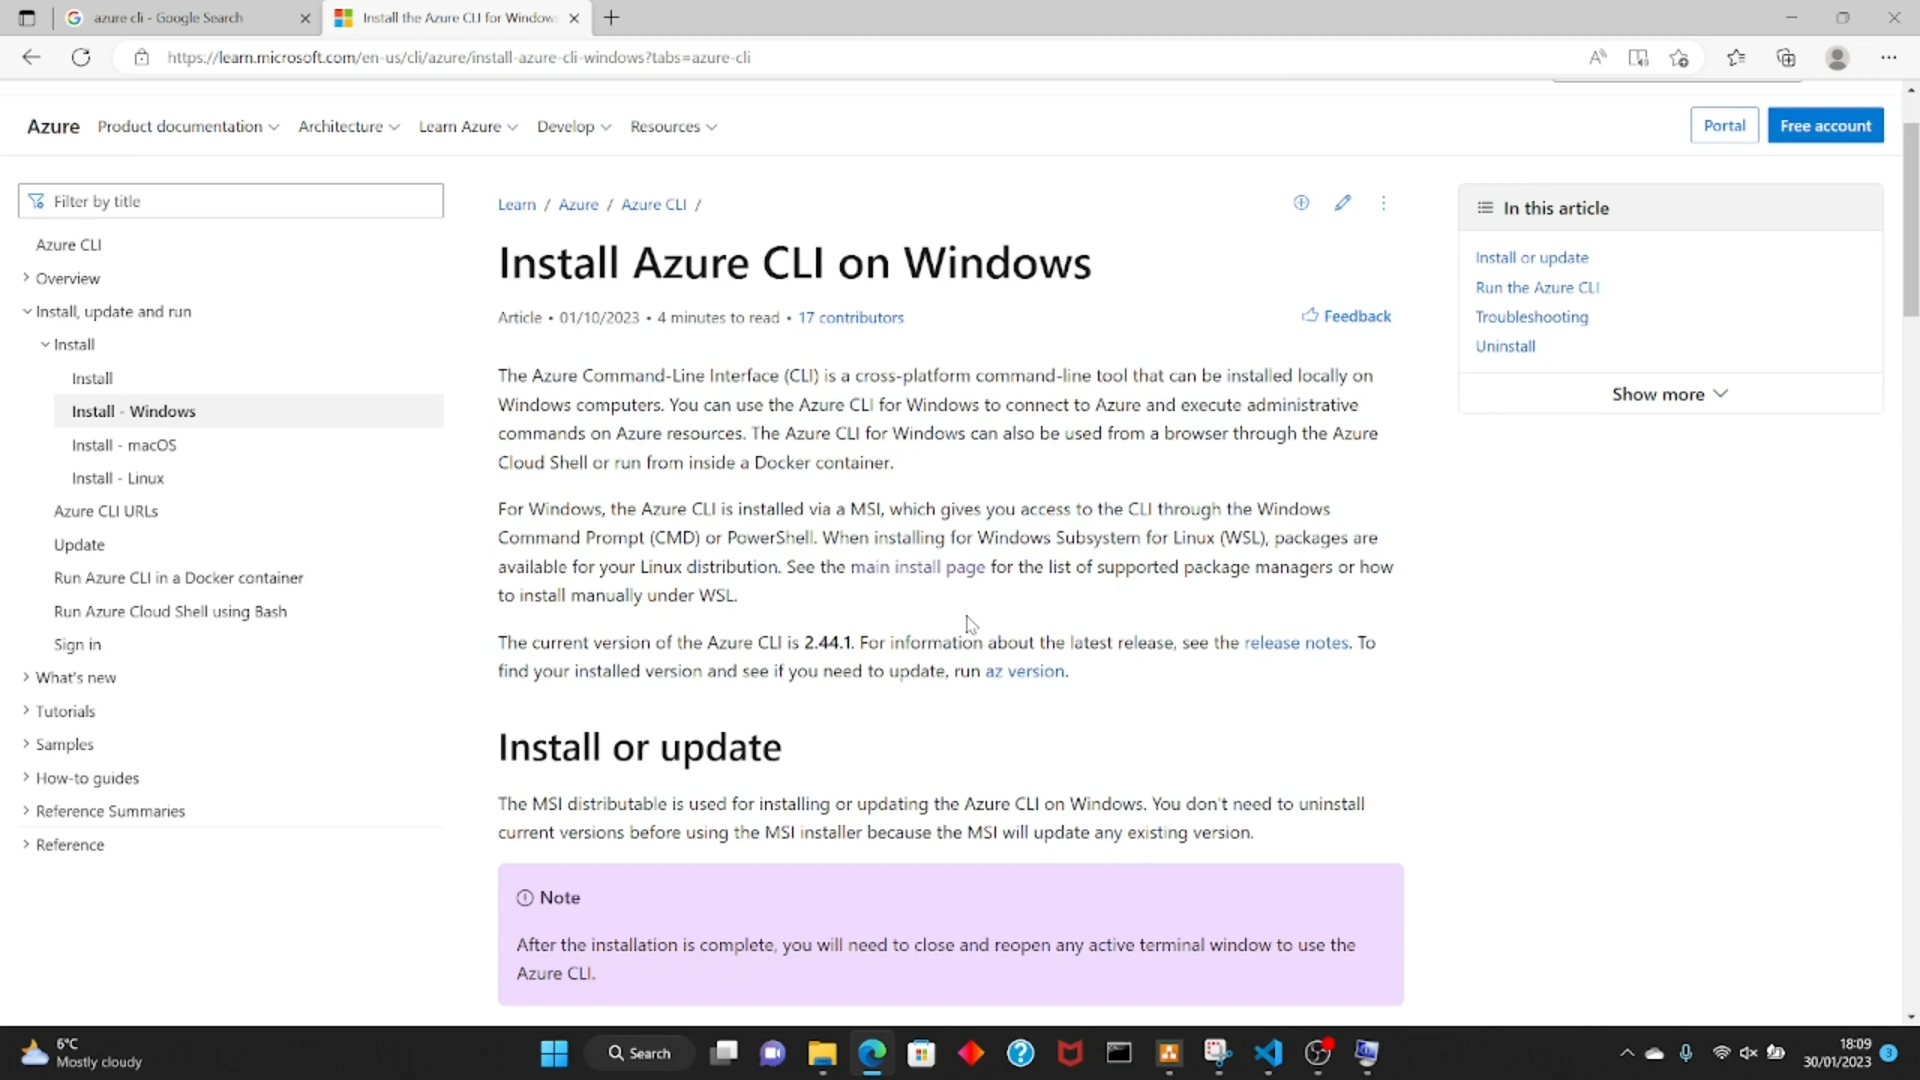 azure cli - Google Search
Install the Azure CLI for Window
https://learn.microsoft.com/en-us/cli/azure/install-azure-cli-windows?tabs=azure-cli
Azure Product documentation Architecture Learn Azure Develop Resources Portal Free account
Filter by title
Azure CLI
Overview
Install, update and run
Install
Install
Install - Windows
Install - macOS
Install - Linux
Azure CLI URLs
Update
Run Azure CLI in a Docker container
Run Azure Cloud Shell using Bash
Sign in
What's new
Tutorials
Samples
How-to guides
Reference Summaries
Reference
Learn / Azure / Azure CLI /
Install Azure CLI on Windows
Article • 01/10/2023 • 4 minutes to read • 17 contributors
Feedback
The Azure Command-Line Interface (CLI) is a cross-platform command-line tool that can be installed locally on
Windows computers. You can use the Azure CLI for Windows to connect to Azure and execute administrative
commands on Azure resources. The Azure CLI for Windows can also be used from a browser through the Azure
Cloud Shell or run from inside a Docker container.
For Windows, the Azure CLI is installed via a MSI, which gives you access to the CLI through the Windows
Command Prompt (CMD) or PowerShell. When installing for Windows Subsystem for Linux (WSL), packages are
available for your Linux distribution. See the main install page for the list of supported package managers or how
to install manually under WSL.
The current version of the Azure CLI is 2.44.1. For information about the latest release, see the release notes. To
find your installed version and see if you need to update, run az version.
Install or update
The MSI distributable is used for installing or updating the Azure CLI on Windows. You don't need to uninstall
current versions before using the MSI installer because the MSI will update any existing version.
Note
After the installation is complete, you will need to close and reopen any active terminal window to use the
Azure CLI.
In this article
Install or update
Run the Azure CLI
Troubleshooting
Uninstall
Show more
6°C
Mostly cloudy
Search
18:09
30/01/2023
3